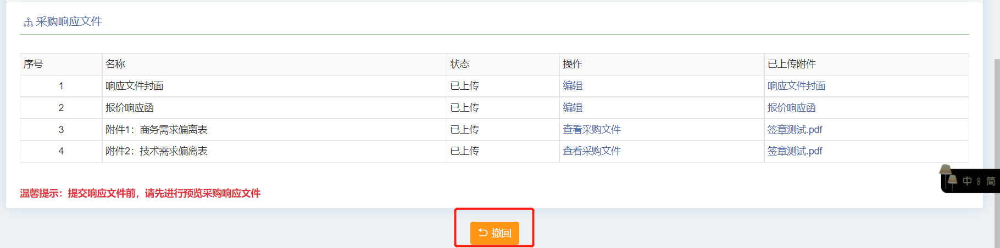 采购响应文件
序号 名称 状态 操作 已上传附件
1 响应文件封面 已上传 编辑 响应文件封面
2 报价响应函 已上传 编辑 报价响应函
3 附件1：商务需求偏离表 已上传 查看采购文件 签章测试.pdf
4 附件2：技术需求偏离表 已上传 查看采购文件 签章测试.pdf
中 简
温馨提示：提交响应文件前，请先进行预览采购响应文件
撤回